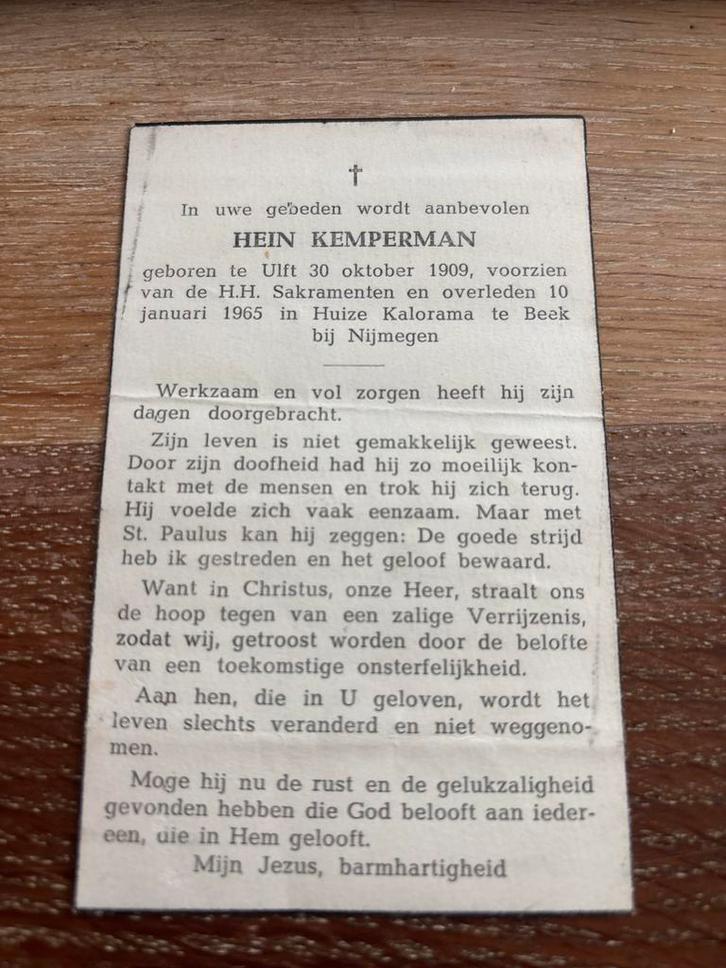 In uwe gebeden wordt aanbevolen
HEIN KEMPERMAN
geboren te Ulft 30 oktober 1909, voorzien
van de H.H. Sakramenten en overleden 10
januari 1965 in Huize Kalorama te Beek
bij Nijmegen
Werkzaam en vol zorgen heeft hij zijn
dagen doorgebracht.
Zijn leven is niet gemakkelijk geweest.
Door zijn doofheid had hij zo moeilijk kon-
takt met de mensen en trok hij zich terug.
Hij voelde zich vaak eenzaam. Maar met
St. Paulus kan hij zeggen: De goede strijd
heb ik gestreden en het geloof bewaard.
Want in Christus, onze Heer, straalt ons
de hoop tegen van een zalige Verrijzenis,
zodat wij, getroost worden door de belofte
van een toekomstige onsterfelijkheid.
Aan hen, die in U geloven, wordt het
leven slechts veranderd en niet weggeno-
men.
Moge hij nu de rust en de gelukzaligheid
gevonden hebben die God belooft aan ieder-
een, die in Hem gelooft.
Mijn Jezus, barmhartigheid